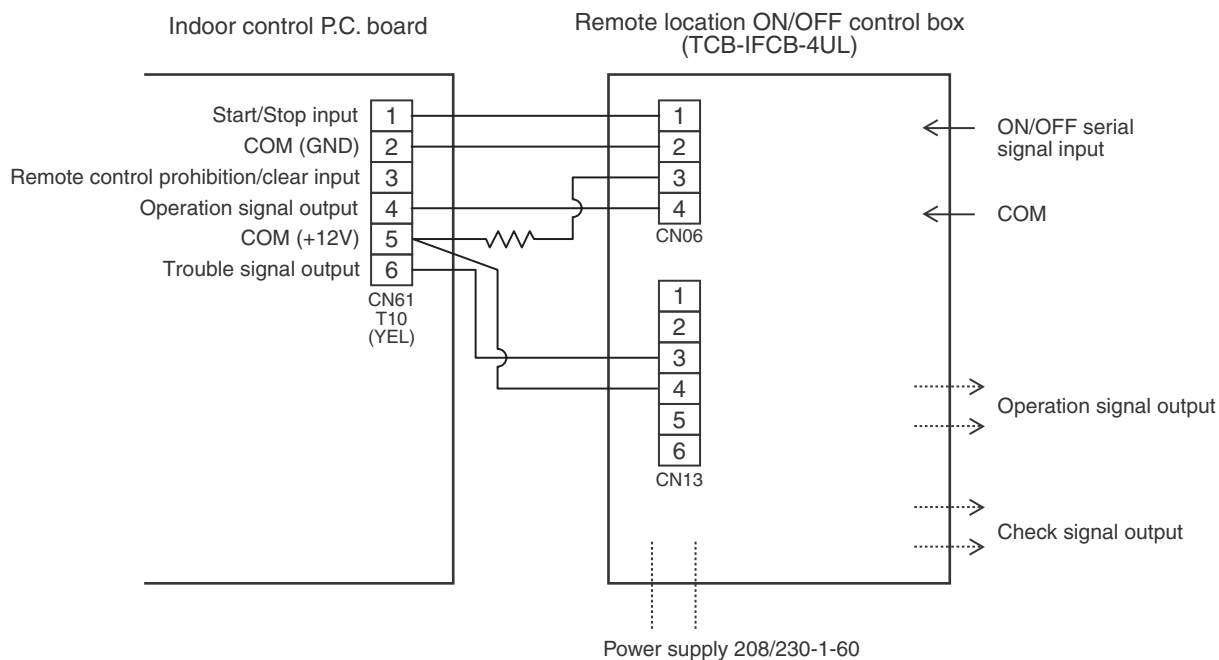 Indoor control P.C. board
Remote location ON/OFF control box
(TCB-IFCB-4UL)
Start/Stop input
COM (GND)
Remote control prohibition/clear input
Operation signal output
COM (+12V)
Trouble signal output
1
2
3
4
5
6
CN61
T10
(YEL)
1
2
3
4
CN06
1
2
3
4
5
6
CN13
ON/OFF serial
signal input
COM
Operation signal output
Check signal output
Power supply 208/230-1-60